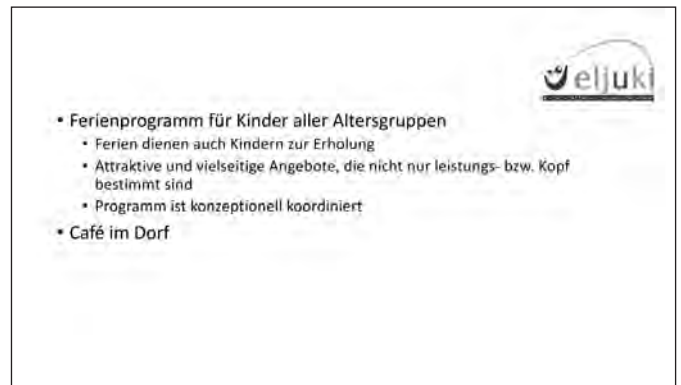 eljuki
• Ferienprogramm für Kinder aller Altersgruppen
• Ferien dienen auch Kindern zur Erholung
• Attraktive und vielseitige Angebote, die nicht nur leistungs- bzw. Kopf
bestimmt sind
• Programm ist konzeptionell koordiniert
• Café im Dorf